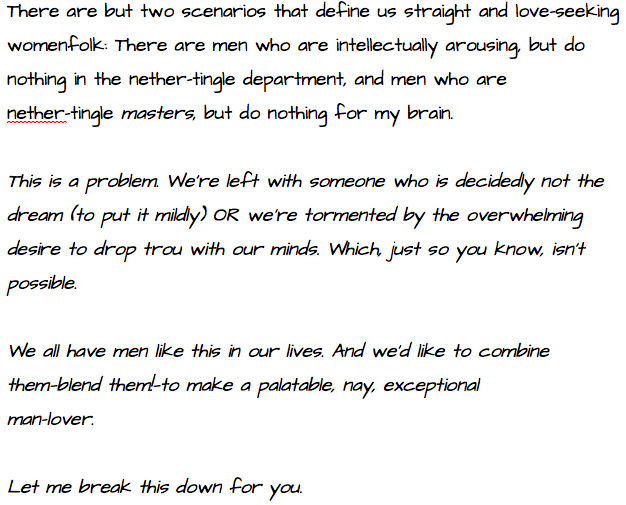 There are but two scenarios that define us straight and love-seeking
womenfolk: There are men who are intellectually arousing, but do
nothing in the nether-tingle department, and men who are
nether-tingle masters, but do nothing for my brain.
This is a problem. We're left with someone who is decidedly not the
dream (to put it mildly) OR we're tormented by the overwhelming
desire to drop trou with our minds. Which, just so you know, isn't
possible.
We all have men like this in our lives. And we'd like to combine
them-blend them!-to make a palatable, nay, exceptional
man-lover.
Let me break this down for you.